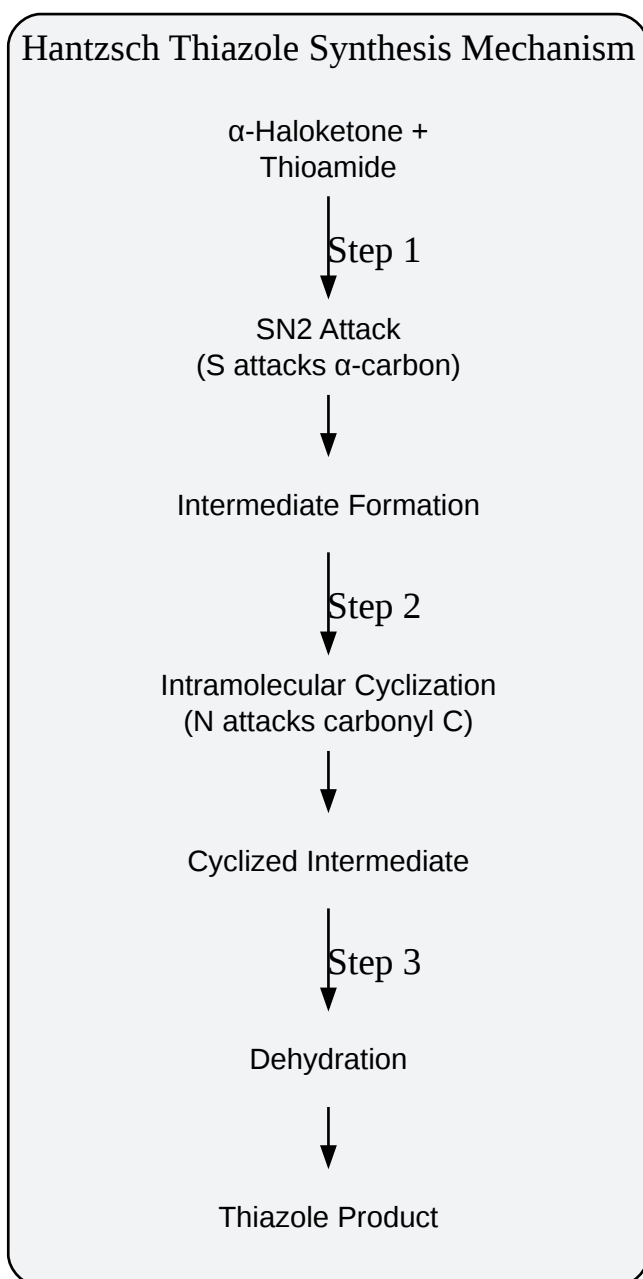 Hantzsch Thiazole Synthesis Mechanism
α-Haloketone +
Thioamide
Step 1
SN2 Attack
(S attacks α-carbon)
Intermediate Formation
Step 2
Intramolecular Cyclization
(N attacks carbonyl C)
Cyclized Intermediate
Step 3
Dehydration
Thiazole Product